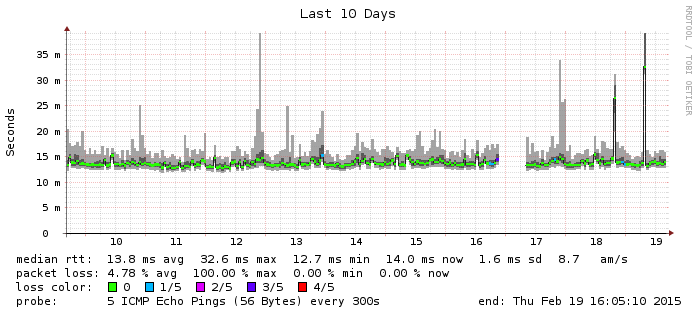 Last 10 Days
RRDTOOL / TOBI OETIKER
Seconds
35 m
30 m
25 m
20 m
15 m
10 m
5 m
0
10 11 12 13 14 15 16 17 18 19
median rtt: 13.8 ms avg 32.6 ms max 12.7 ms min 14.0 ms now 1.6 ms sd 8.7 am/s
packet loss: 4.78 % avg 100.00 % max 0.00 % min 0.00 % now
loss color: 0 1/5 2/5 3/5 4/5
probe: 5 ICMP Echo Pings (56 Bytes) every 300s end: Thu Feb 19 16:05:10 2015